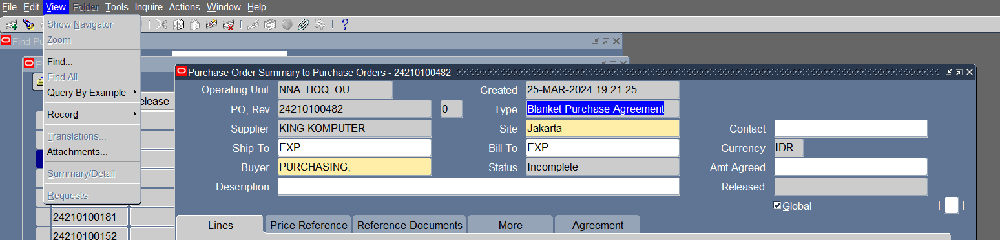 File Edit View Folder Tools Inquire Actions Window Help
Show Navigator
Zoom
Find...
Find All
Query By Example
Record
Translations...
Attachments...
Summary/Detail
Requests
Find Pu
P
elease
24210100181
24210100152
Purchase Order Summary to Purchase Orders - 24210100482
Operating Unit NNA_HOQ_OU Created 25-MAR-2024 19:21:25
PO, Rev 24210100482 0 Type Blanket Purchase Agreement
Supplier KING KOMPUTER Site Jakarta Contact
Ship-To EXP Bill-To EXP Currency IDR
Buyer PURCHASING, Status Incomplete Amt Agreed
Description Released
Global [ ]
Lines Price Reference Reference Documents More Agreement